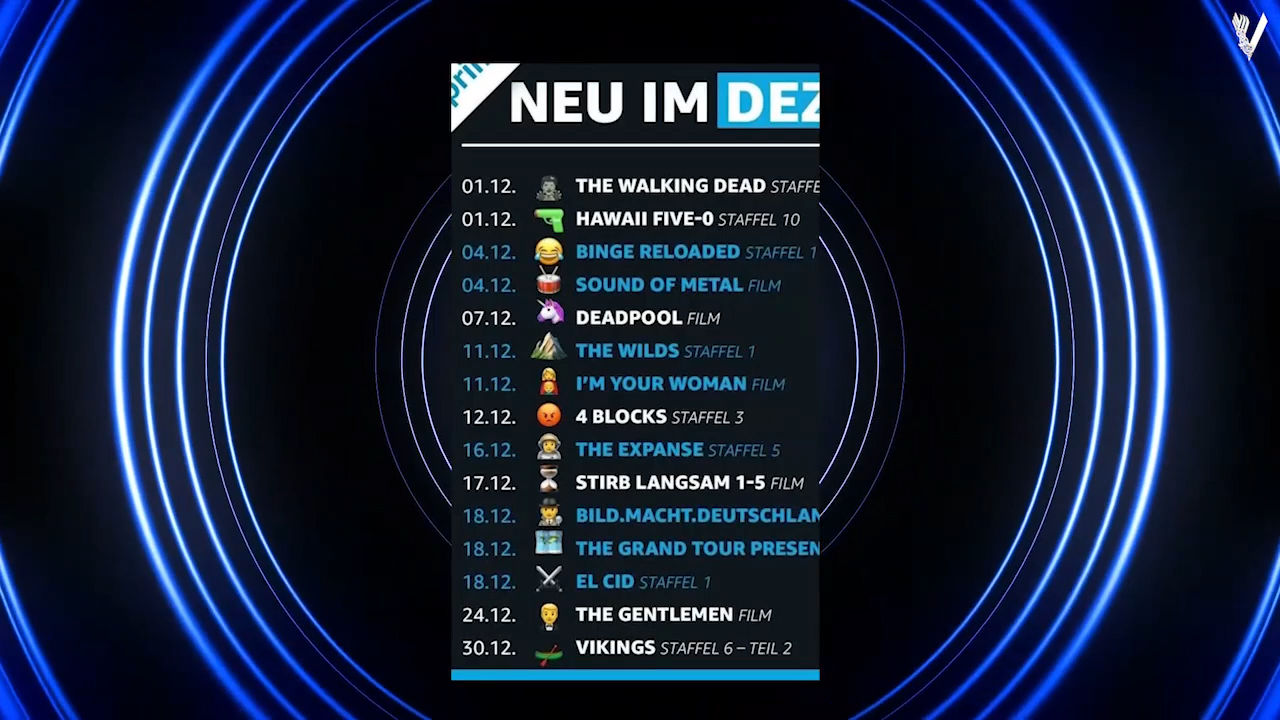 NEU IM DEZ
01.12. THE WALKING DEAD STAFFE
01.12. HAWAII FIVE-0 STAFFEL 10
04.12. BINGE RELOADED STAFFEL 1
04.12. SOUND OF METAL FILM
07.12. DEADPOOL FILM
11.12. THE WILDS STAFFEL 1
11.12. I'M YOUR WOMAN FILM
12.12. 4 BLOCKS STAFFEL 3
16.12. THE EXPANSE STAFFEL 5
17.12. STIRB LANGSAM 1-5 FILM
18.12. BILD.MACHT.DEUTSCHLAN
18.12. THE GRAND TOUR PRESEN
18.12. EL CID STAFFEL 1
24.12. THE GENTLEMEN FILM
30.12. VIKINGS STAFFEL 6 – TEIL 2